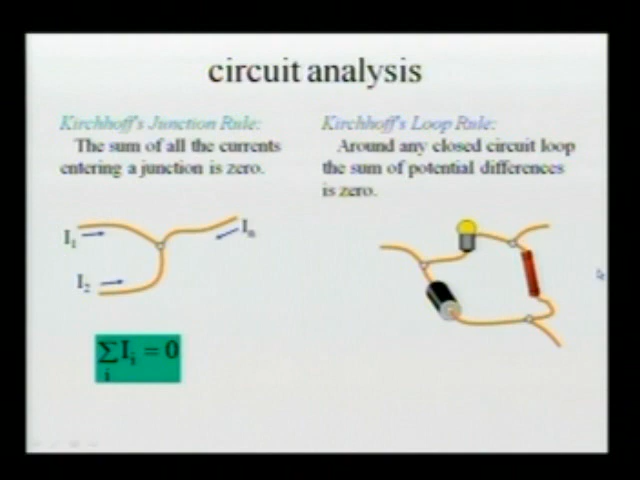 circuit analysis
Kirchhoff's Junction Rule:
The sum of all the currents
entering a junction is zero.
Kirchhoff's Loop Rule:
Around any closed circuit loop
the sum of potential differences
is zero.
I₁
Iₙ
I₂
∑ᵢ Iᵢ = 0